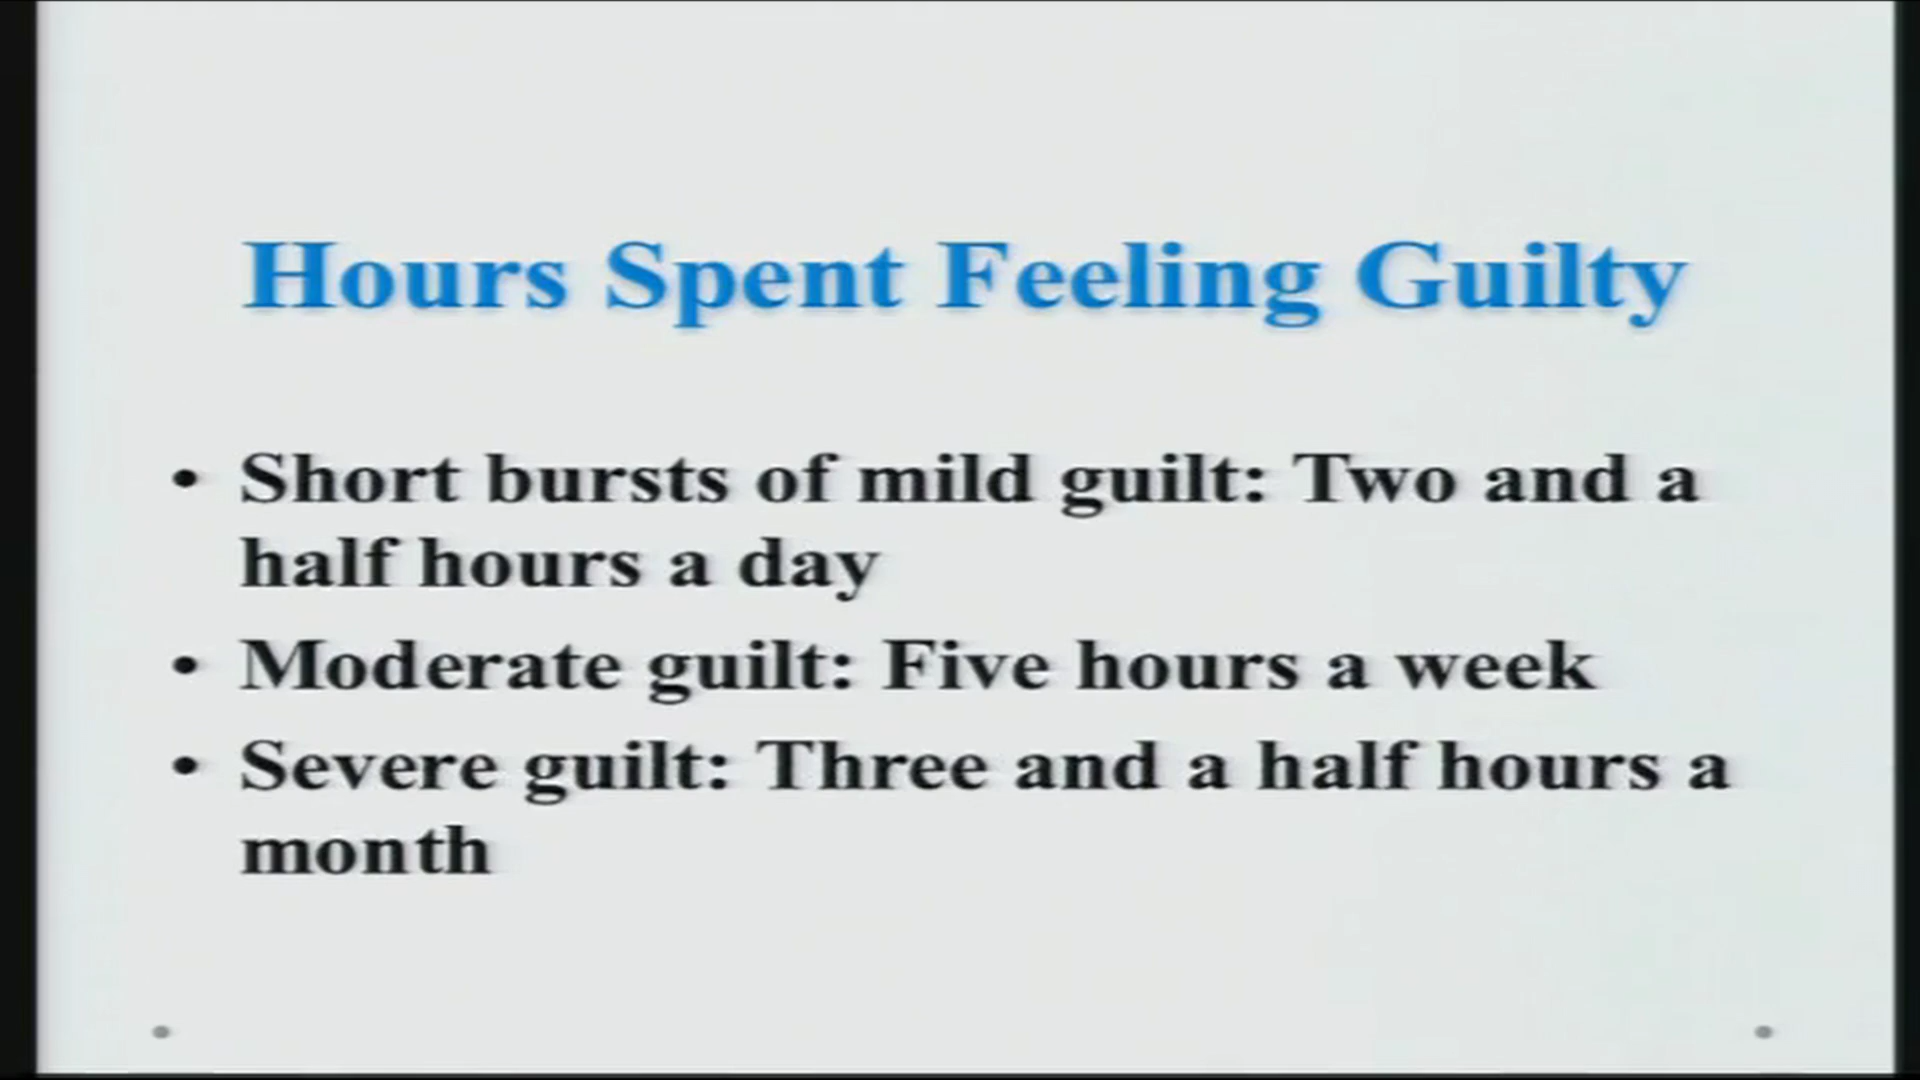 Hours Spent Feeling Guilty
• Short bursts of mild guilt: Two and a
half hours a day
• Moderate guilt: Five hours a week
• Severe guilt: Three and a half hours a
month